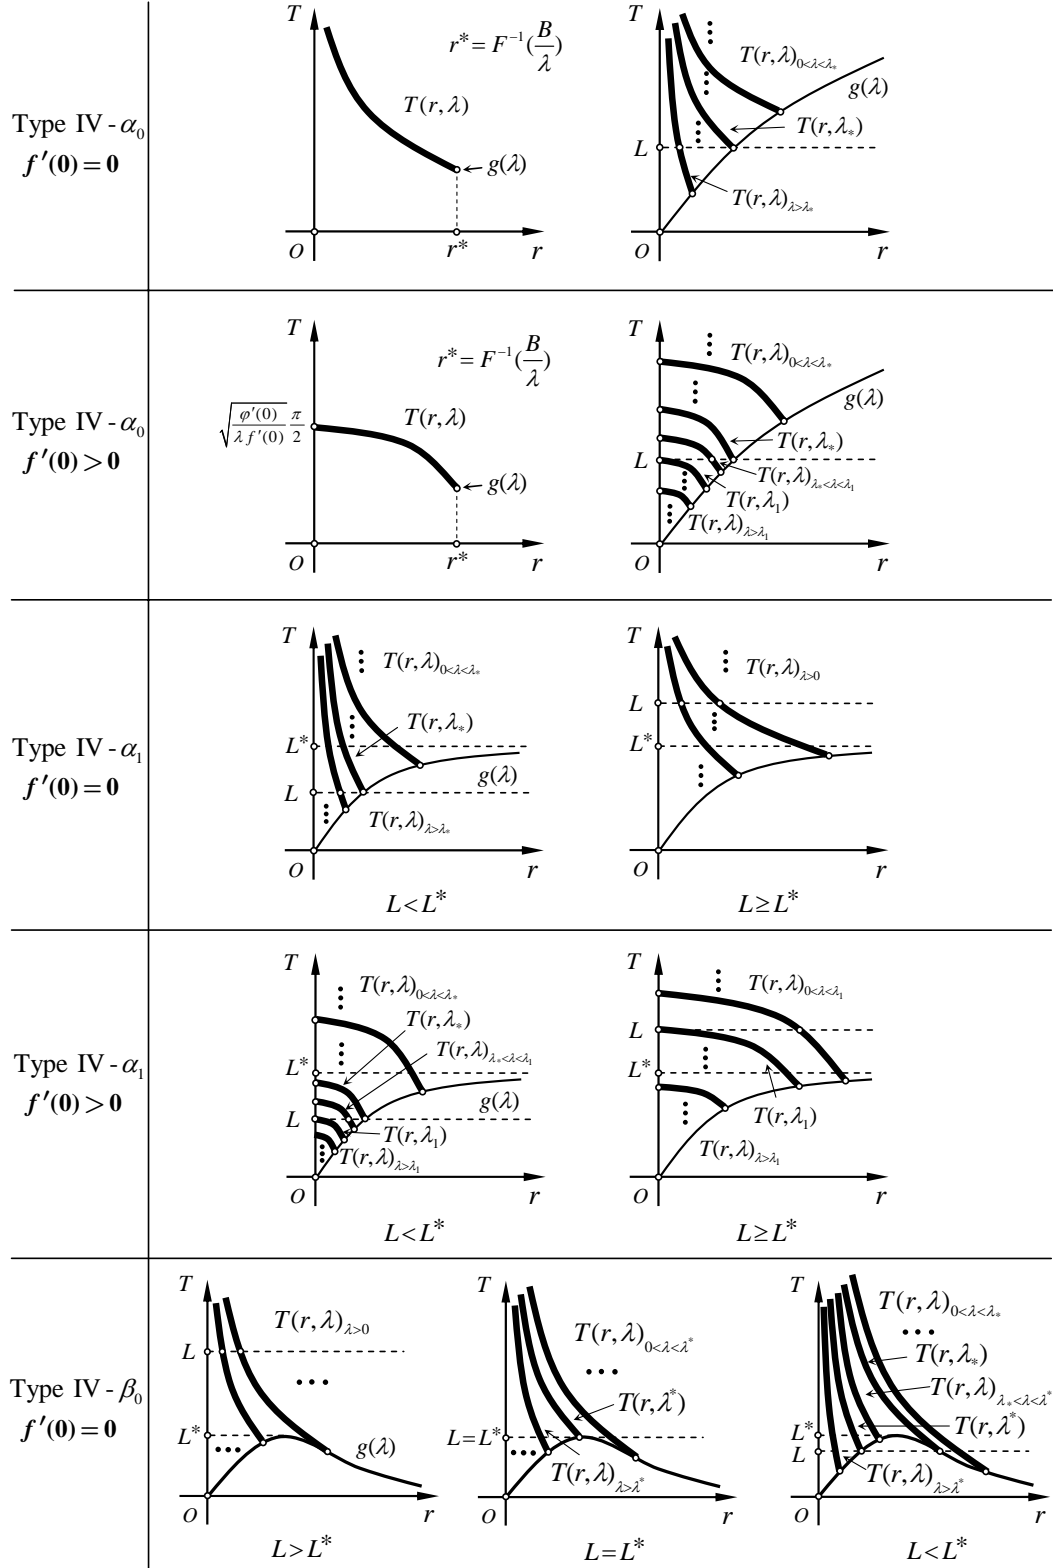 Type IV-α₀
f′(0)=0
T
r* = F⁻¹(B/λ)
T(r,λ)
g(λ)
O
r*
r
T
T(r,λ)₀<λ<λ*
g(λ)
T(r,λ*)
L
T(r,λ)λ>λ*
O
r
Type IV-α₀
f′(0)>0
T
r* = F⁻¹(B/λ)
√(φ′(0)/(λf′(0))) π/2
T(r,λ)
g(λ)
O
r*
r
T
T(r,λ)₀<λ<λ*
g(λ)
T(r,λ*)
L
T(r,λ)λ*<λ<λ₁
T(r,λ₁)
T(r,λ)λ>λ₁
O
r
Type IV-α₁
f′(0)=0
T
T(r,λ)₀<λ<λ*
T(r,λ*)
L*
g(λ)
L
T(r,λ)λ>λ*
O
r
L<L*
T
T(r,λ)λ>0
L
L*
g(λ)
O
r
L≥L*
Type IV-α₁
f′(0)>0
T
T(r,λ)₀<λ<λ*
T(r,λ*)
T(r,λ)λ*<λ<λ₁
L*
g(λ)
L
T(r,λ₁)
T(r,λ)λ>λ₁
O
r
L<L*
T
T(r,λ)₀<λ<λ₁
L
L*
g(λ)
T(r,λ₁)
T(r,λ)λ>λ₁
O
r
L≥L*
Type IV-β₀
f′(0)=0
T
T(r,λ)λ>0
L
L*
g(λ)
O
r
L>L*
T
T(r,λ)₀<λ<λ*
T(r,λ*)
L=L*
T(r,λ)λ>λ*
O
r
L=L*
T
T(r,λ)₀<λ<λ*
T(r,λ*)
T(r,λ)λ*<λ<λ*
T(r,λ*)
L*
L
T(r,λ)λ>λ*
O
r
L<L*